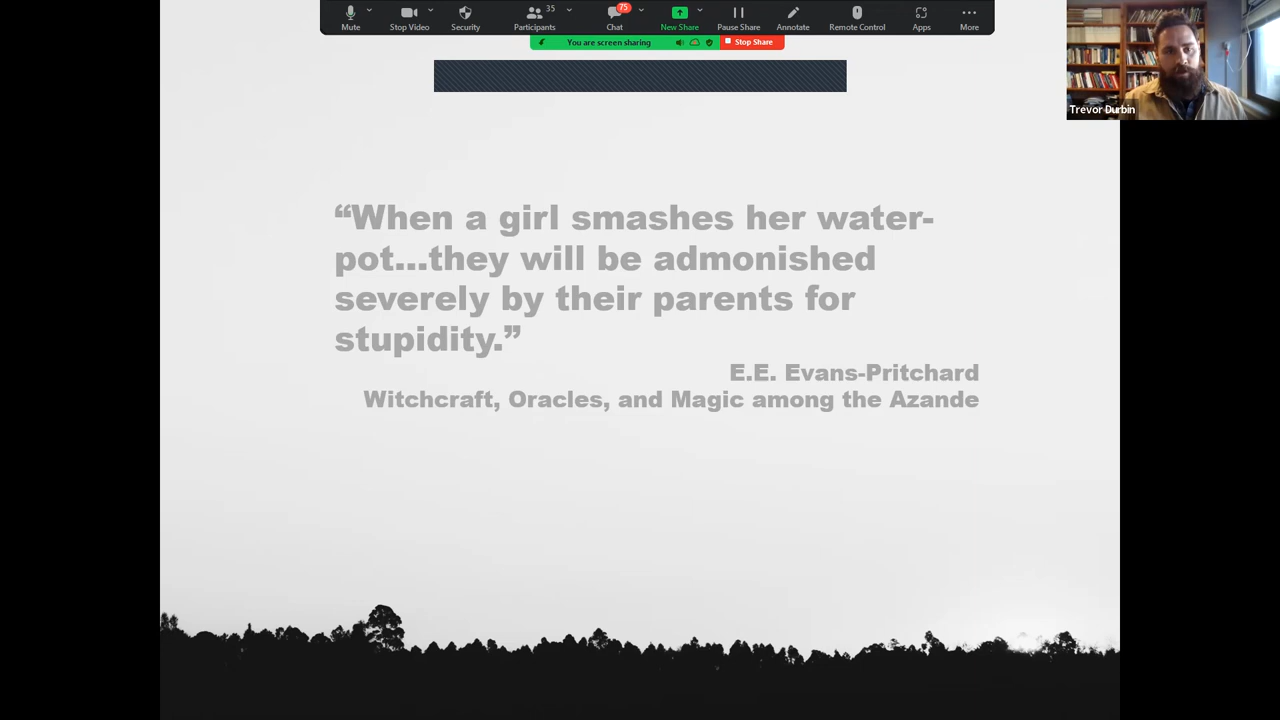 Mute
Stop Video
Security
Participants
35
Chat
75
New Share
Pause Share
Annotate
Remote Control
Apps
More
You are screen sharing
Stop Share
Trevor Durbin
“When a girl smashes her water-
pot...they will be admonished
severely by their parents for
stupidity.”
E.E. Evans-Pritchard
Witchcraft, Oracles, and Magic among the Azande